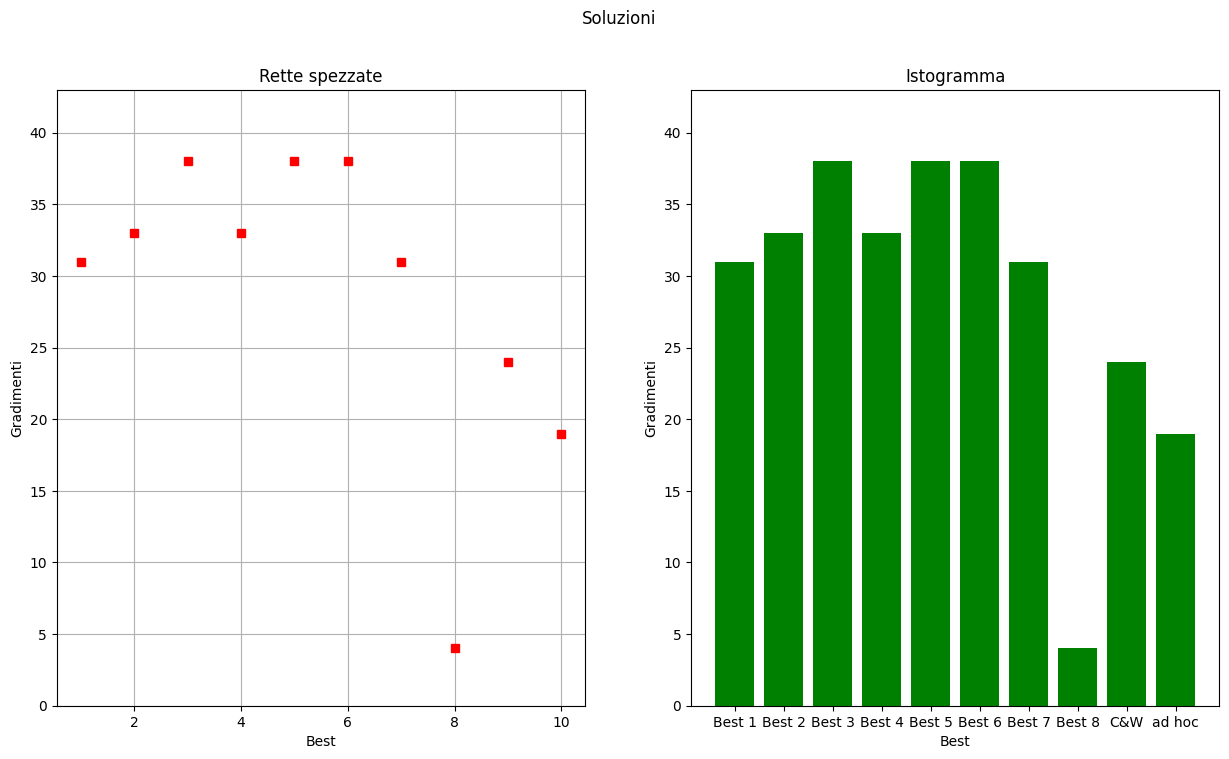 Soluzioni
Rette spezzate
Gradimenti
40
35
30
25
20
15
10
5
0
2 4 6 8 10
Best
Istogramma
Gradimenti
40
35
30
25
20
15
10
5
0
Best 1 Best 2 Best 3 Best 4 Best 5 Best 6 Best 7 Best 8 C&W ad hoc
Best